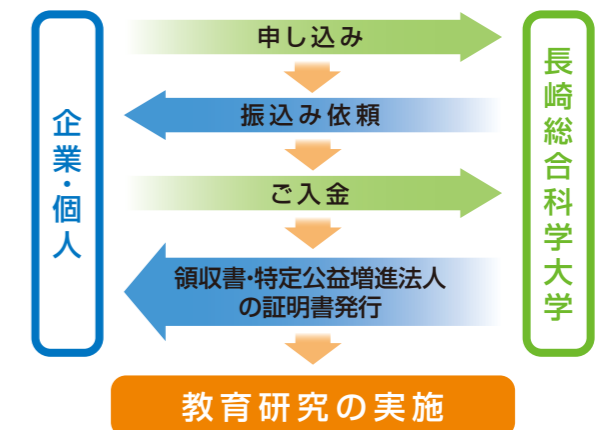 企業・個人
申し込み
振込み依頼
ご入金
領収書・特定公益増進法人
の証明書発行
長崎総合科学大学
教育研究の実施